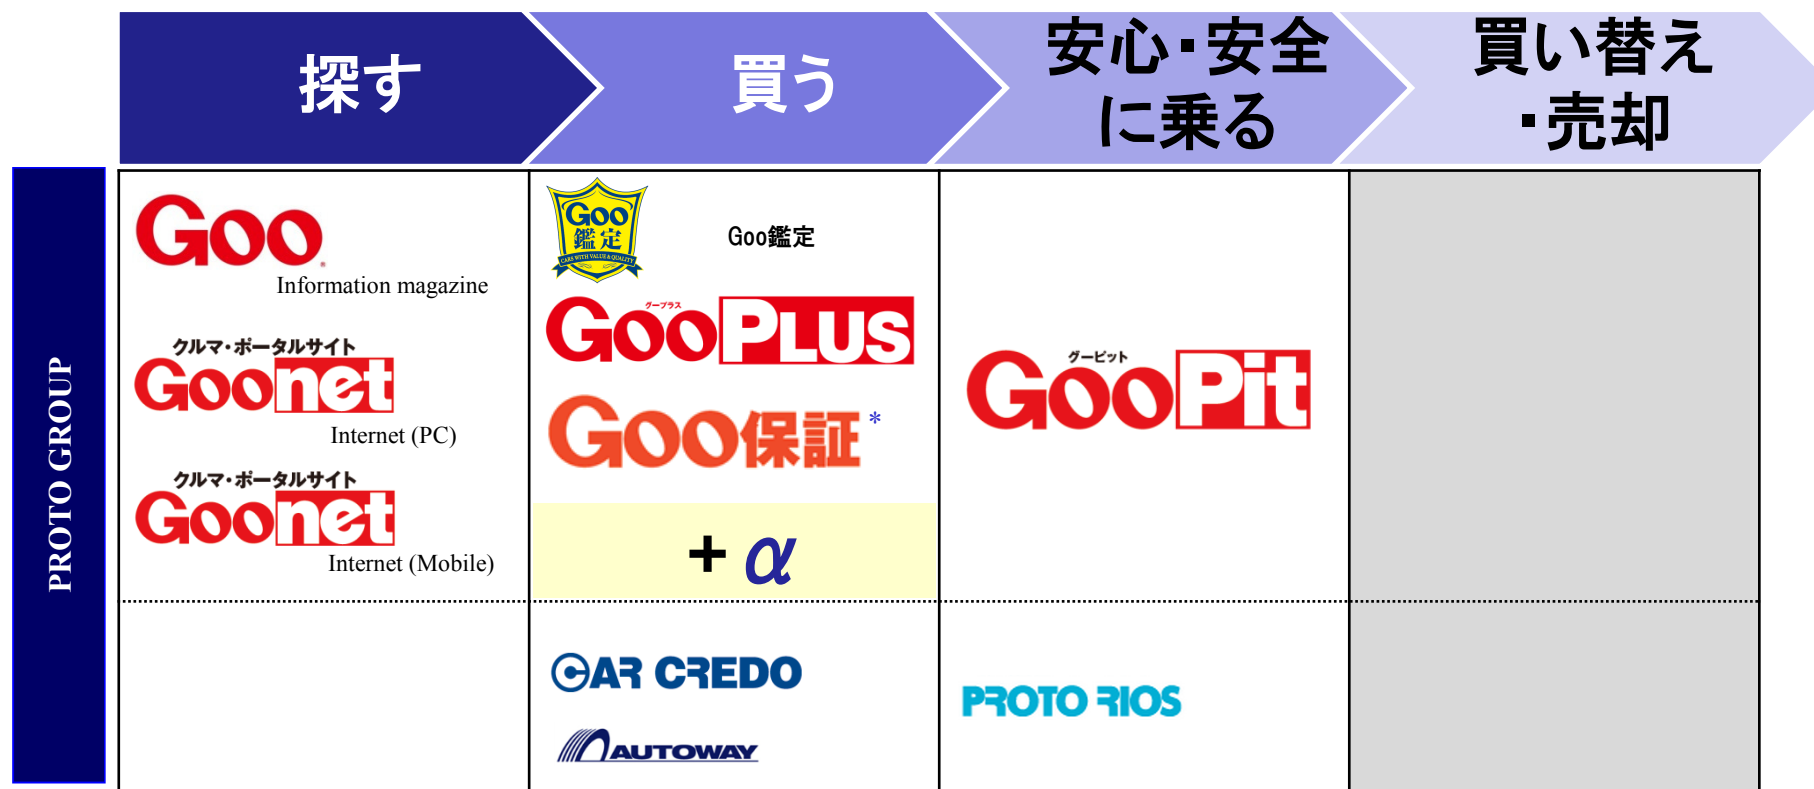 探す
買う
安心・安全
に乗る
買い替え
・売却
PROTO GROUP
Goo
Information magazine
クルマ・ポータルサイト
Goonet
Internet (PC)
クルマ・ポータルサイト
Goonet
Internet (Mobile)
Goo
鑑定
CARS WITH VALUE & QUALITY
Goo鑑定
グープラス
GooPLUS
Goo保証*
+α
グーピット
GooPit
CAR CREDO
AUTOWAY
PROTO RIOS